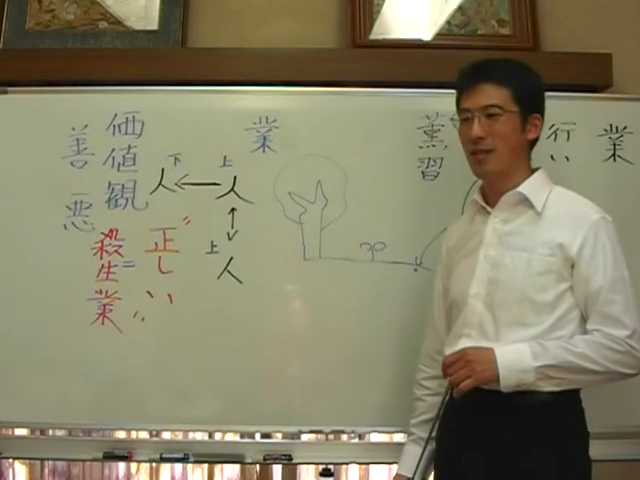 業
行い
薫習
業
上
人
人
下
上
人
〝正しい〟
価値観
善 悪
殺生=業